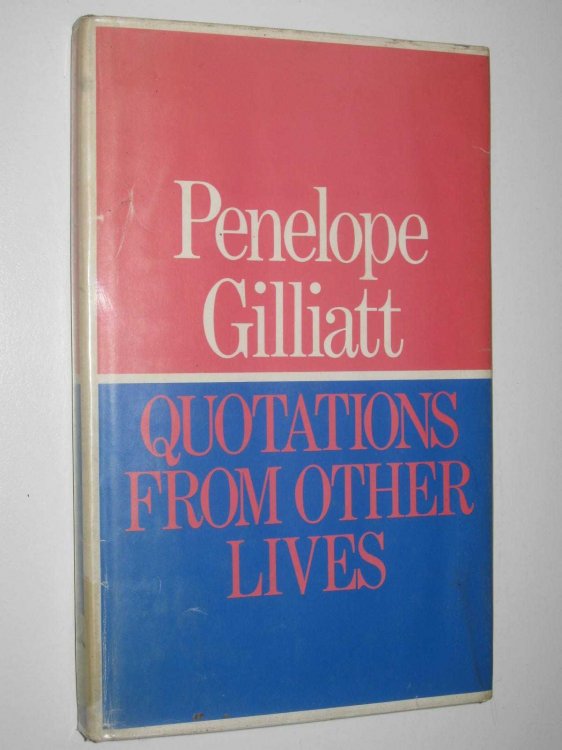 Penelope
Gilliatt
QUOTATIONS
FROM OTHER
LIVES